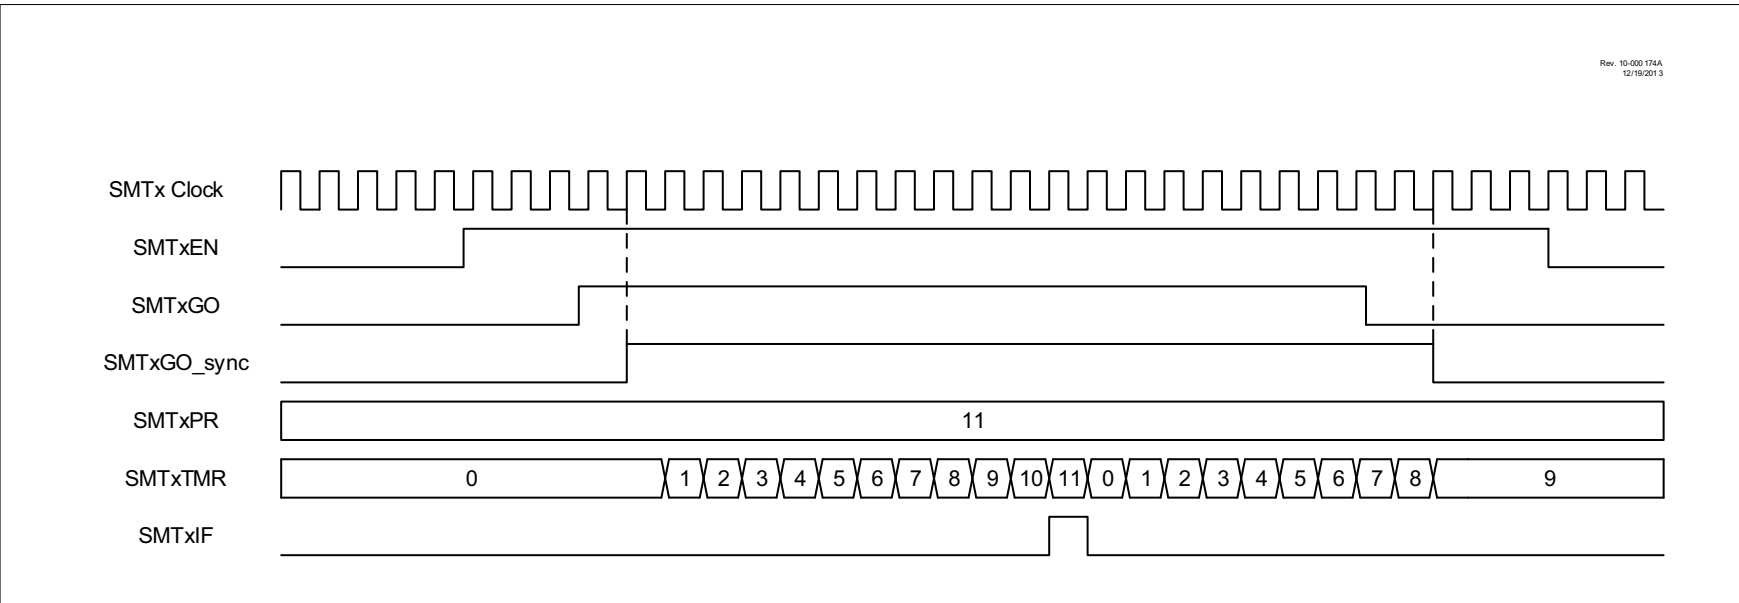 Rev. 10-000 174A
12/19/201 3
SMTx Clock
SMTxEN
SMTxGO
SMTxGO_sync
SMTxPR
11
SMTxTMR
0 1 2 3 4 5 6 7 8 9 10 11 0 1 2 3 4 5 6 7 8 9
SMTxIF